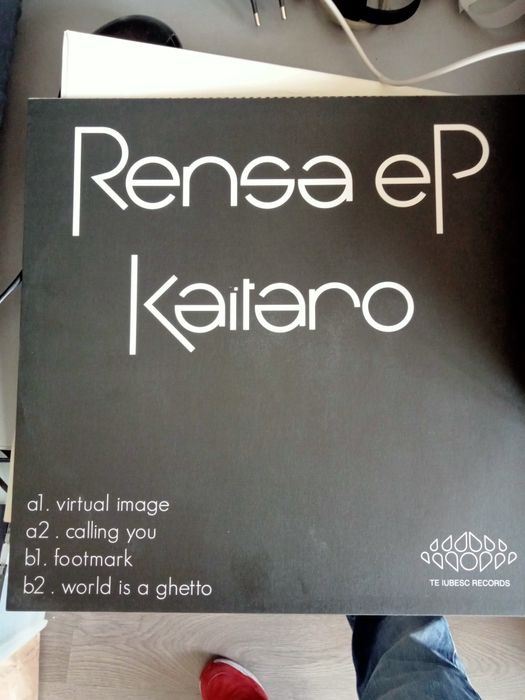 Rensa eP
Kaitaro
a1. virtual image
a2. calling you
b1. footmark
b2. world is a ghetto
TE IUBESC RECORDS